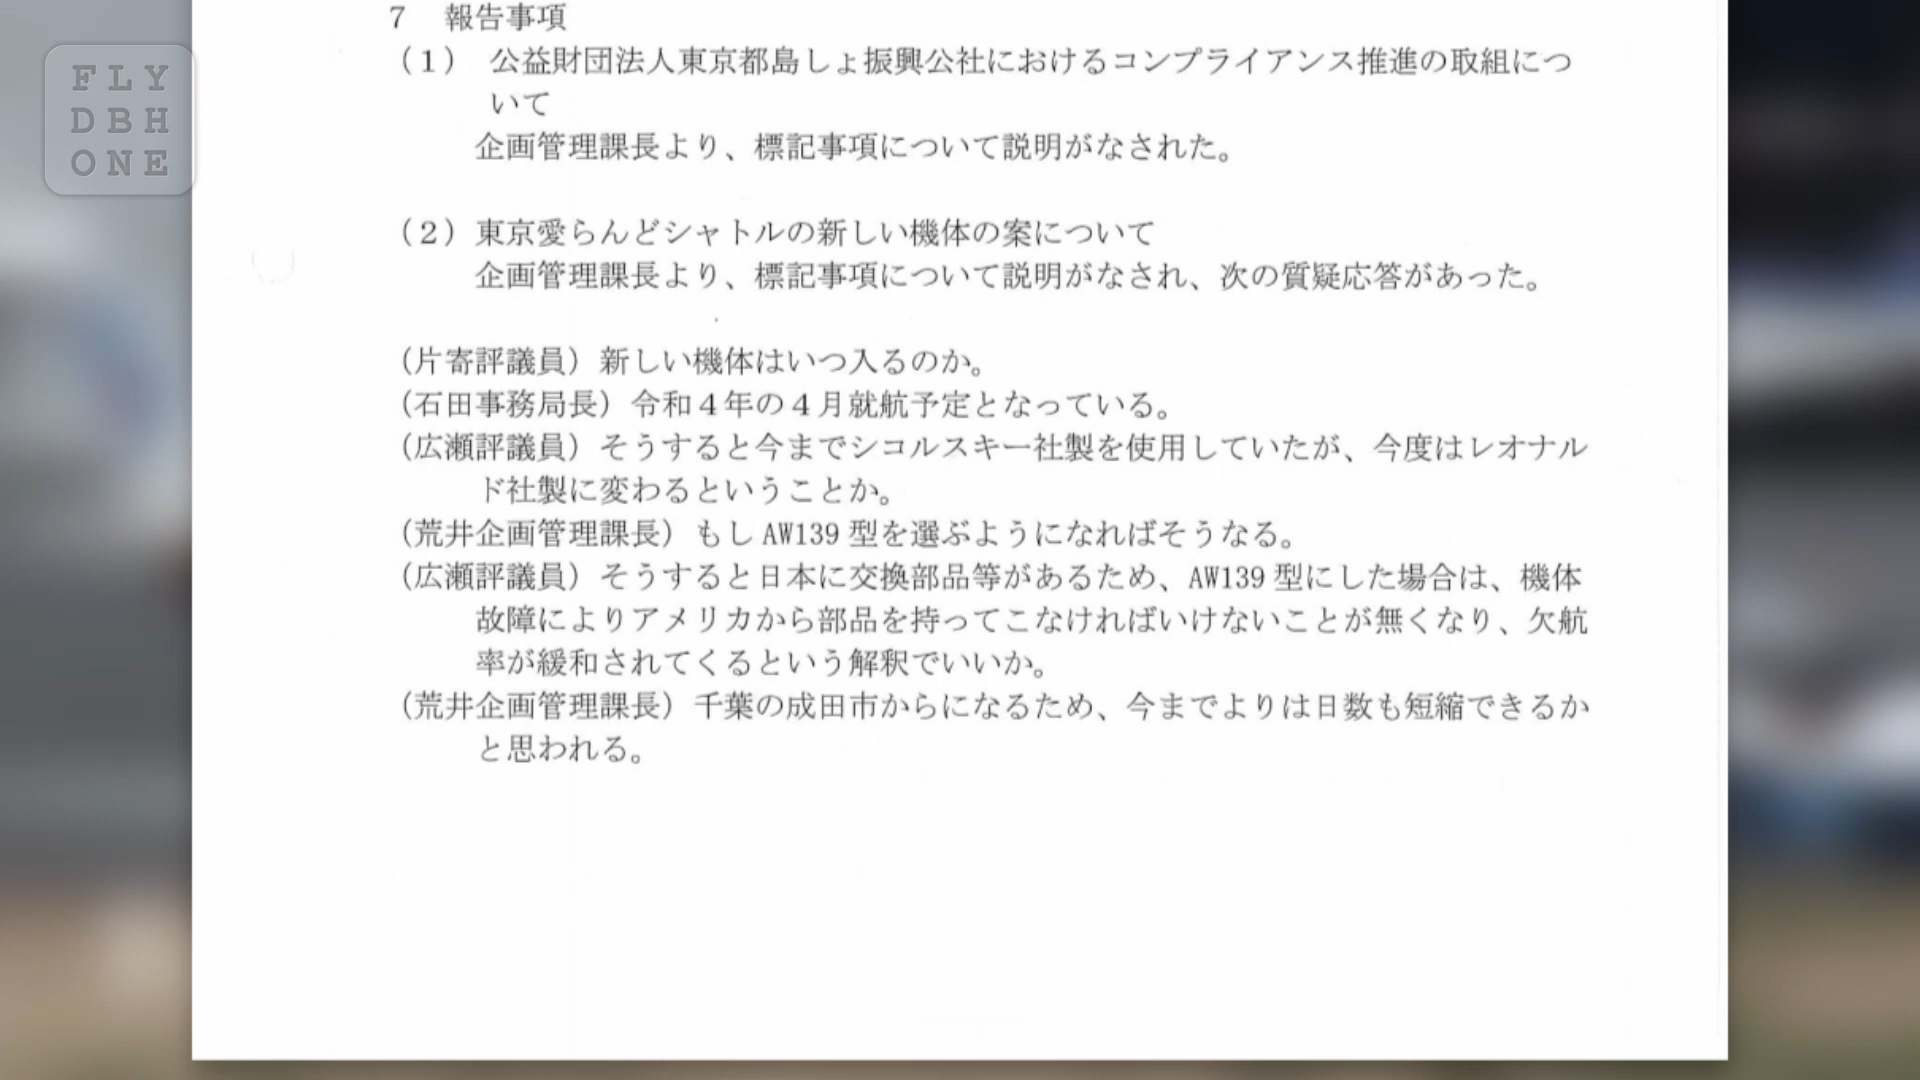 FLY
DBH
ONE
7 報告事項
(1) 公益財団法人東京都島しょ振興公社におけるコンプライアンス推進の取組につ
いて
企画管理課長より、標記事項について説明がなされた。
(2)東京愛らんどシャトルの新しい機体の案について
企画管理課長より、標記事項について説明がなされ、次の質疑応答があった。
(片寄評議員)新しい機体はいつ入るのか。
(石田事務局長)令和4年の4月就航予定となっている。
(広瀬評議員)そうすると今までシコルスキー社製を使用していたが、今度はレオナル
ド社製に変わるということか。
(荒井企画管理課長)もし AW139 型を選ぶようになればそうなる。
(広瀬評議員)そうすると日本に交換部品等があるため、AW139 型にした場合は、機体
故障によりアメリカから部品を持ってこなければいけないことが無くなり、欠航
率が緩和されてくるという解釈でいいか。
(荒井企画管理課長)千葉の成田市からになるため、今までよりは日数も短縮できるか
と思われる。